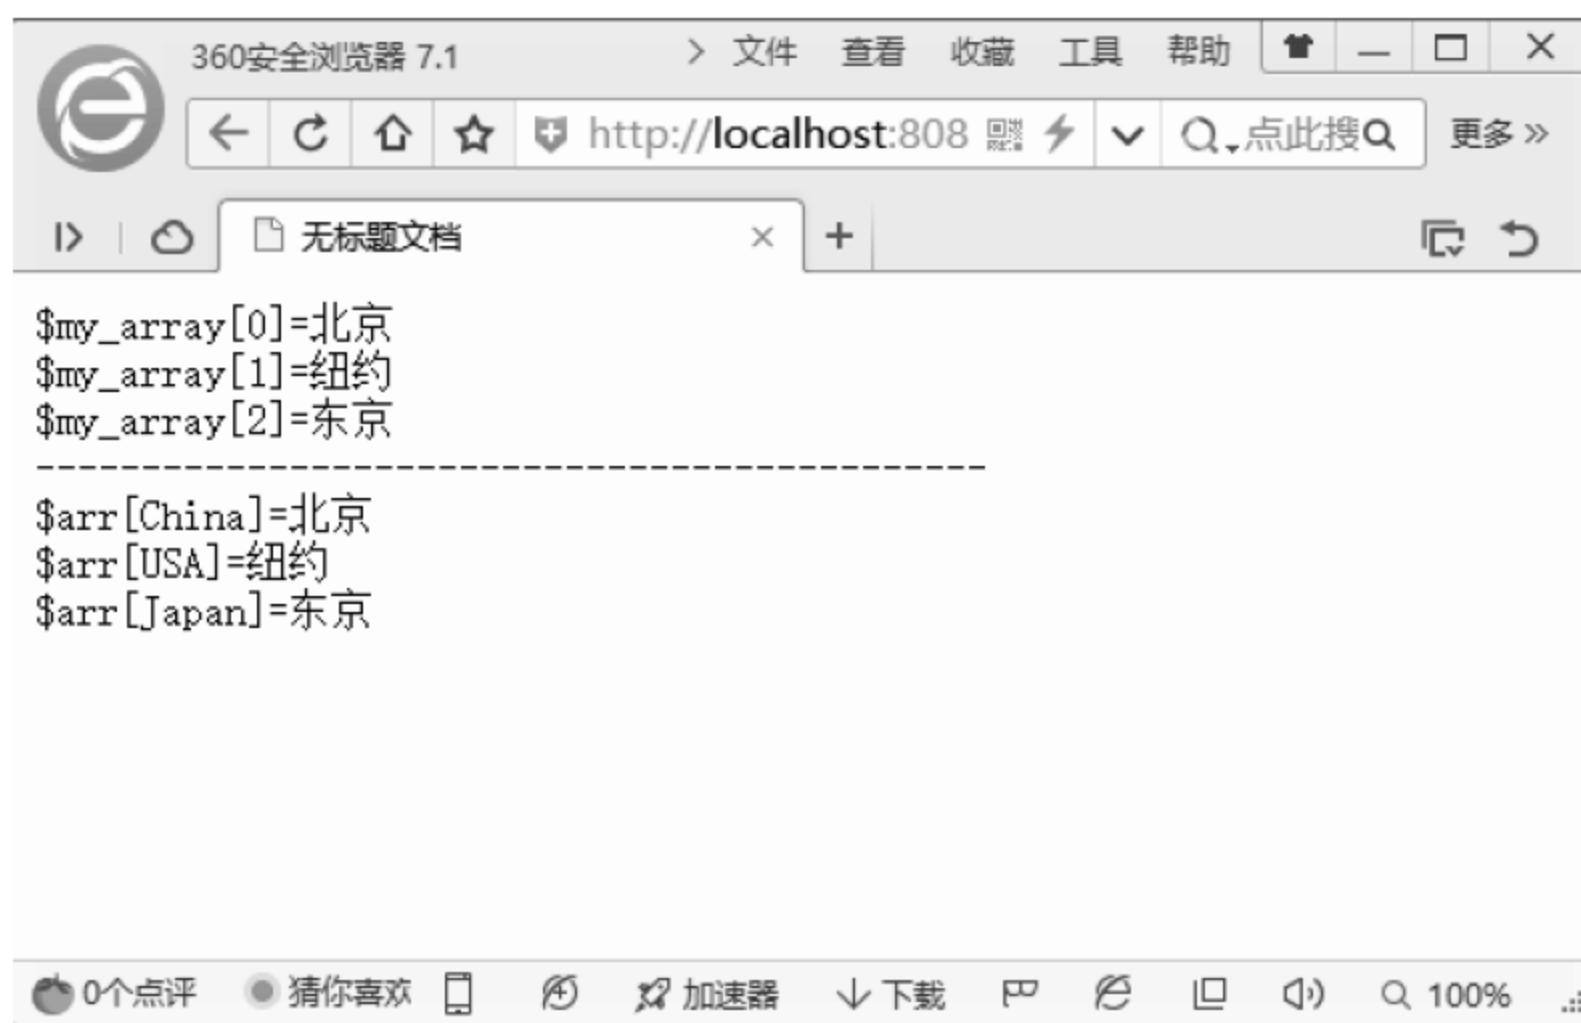 360安全浏览器 7.1 > 文件 查看 收藏 工具 帮助
http://localhost:808 点此搜 更多 »
无标题文档
$my_array[0]=北京
$my_array[1]=纽约
$my_array[2]=东京
---------------------------------------------
$arr[China]=北京
$arr[USA]=纽约
$arr[Japan]=东京
0个点评 猜你喜欢 加速器 下载 100%